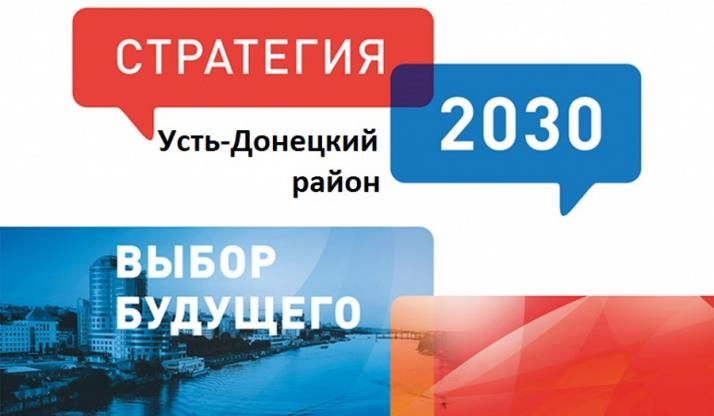 СТРАТЕГИЯ
2030
Усть-Донецкий
район
ВЫБОР
БУДУЩЕГО